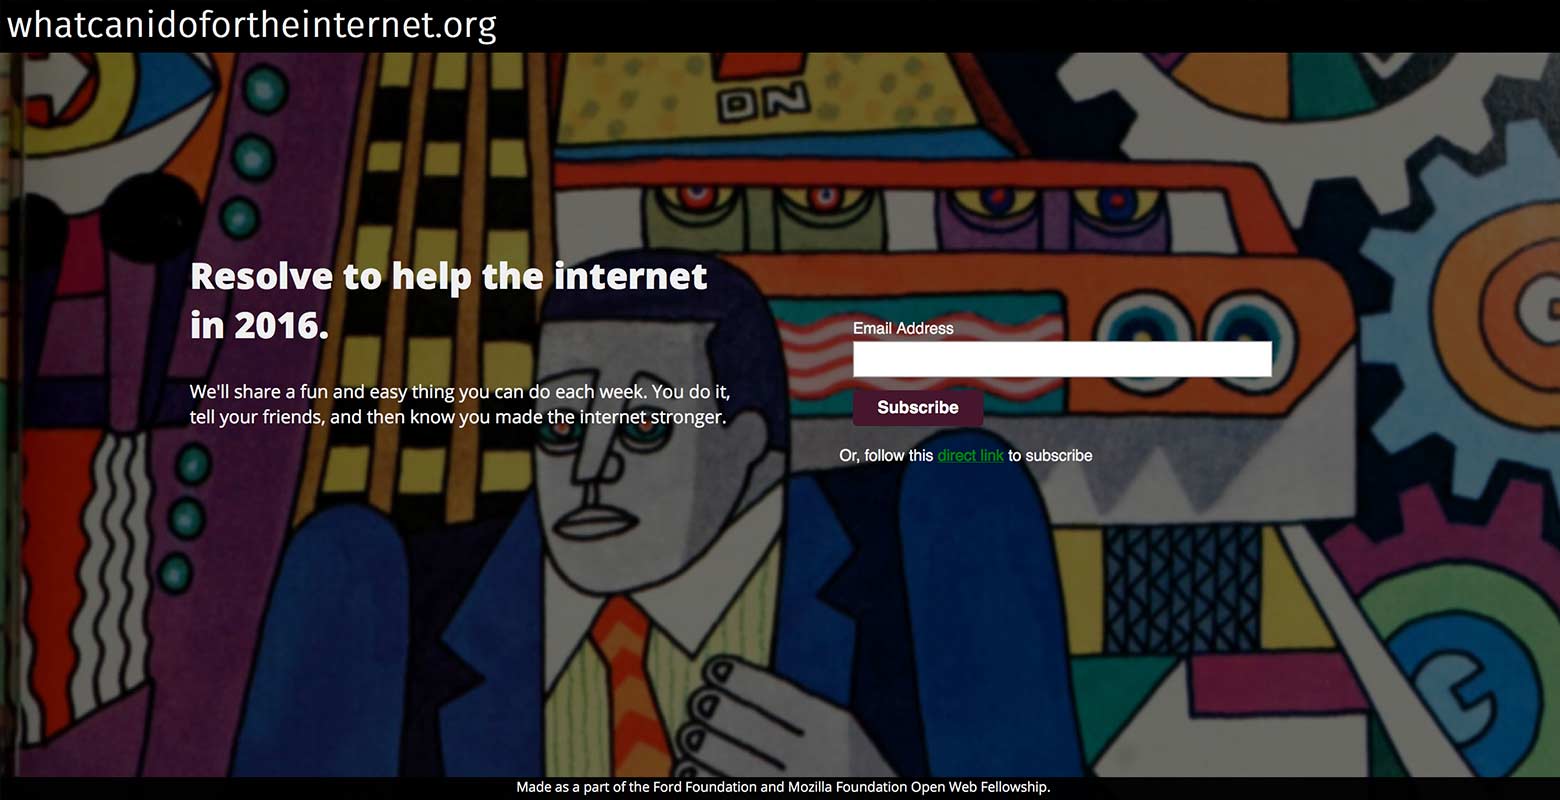 whatcanidofortheinternet.org
ON
Resolve to help the internet
in 2016.
We'll share a fun and easy thing you can do each week. You do it,
tell your friends, and then know you made the internet stronger.
Email Address
Subscribe
Or, follow this direct link to subscribe
Made as a part of the Ford Foundation and Mozilla Foundation Open Web Fellowship.